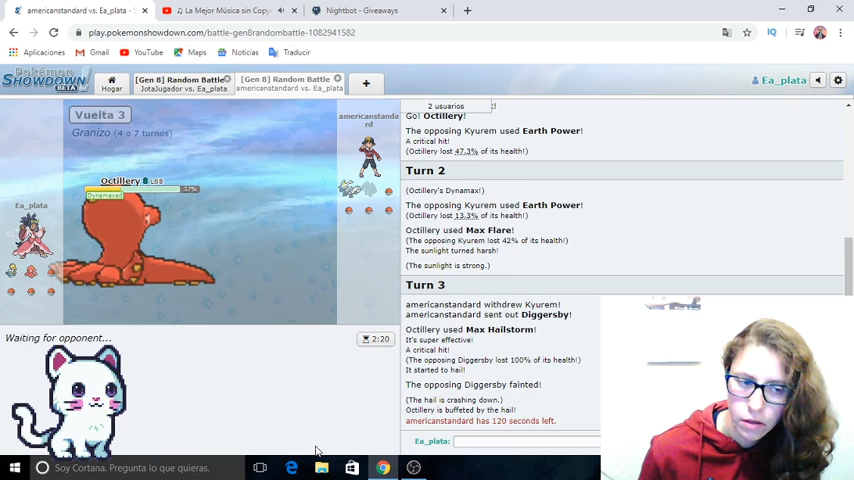 americanstandard vs. Ea_plata
La Mejor Música sin Copy
Nightbot - Giveaways
play.pokemonshowdown.com/battle-gen8randombattle-1082941582
Aplicaciones
Gmail
YouTube
Maps
Noticias
Traducir
Pokémon
SHOWDOWN
BETA
Hogar
[Gen 8] Random Battle
JotaJugador vs. Ea_plata
[Gen 8] Random Battle
americanstandard vs. Ea_plata
Ea_plata
Vuelta 3
Granizo (4 o 7 turnos)
Octillery L88
37%
Dynamaxed
Ea_plata
americanstanda
rd
Waiting for opponent...
2:20
2 usuarios
Go! Octillery!
The opposing Kyurem used Earth Power!
A critical hit!
(Octillery lost 47.3% of its health!)
Turn 2
(Octillery's Dynamax!)
The opposing Kyurem used Earth Power!
(Octillery lost 13.3% of its health!)
Octillery used Max Flare!
(The opposing Kyurem lost 42% of its health!)
The sunlight turned harsh!
(The sunlight is strong.)
Turn 3
americanstandard withdrew Kyurem!
americanstandard sent out Diggersby!
Octillery used Max Hailstorm!
It's super effective!
A critical hit!
(The opposing Diggersby lost 100% of its health!)
It started to hail!
The opposing Diggersby fainted!
(The hail is crashing down.)
Octillery is buffeted by the hail!
americanstandard has 120 seconds left.
Ea_plata:
Soy Cortana. Pregunta lo que quieras.